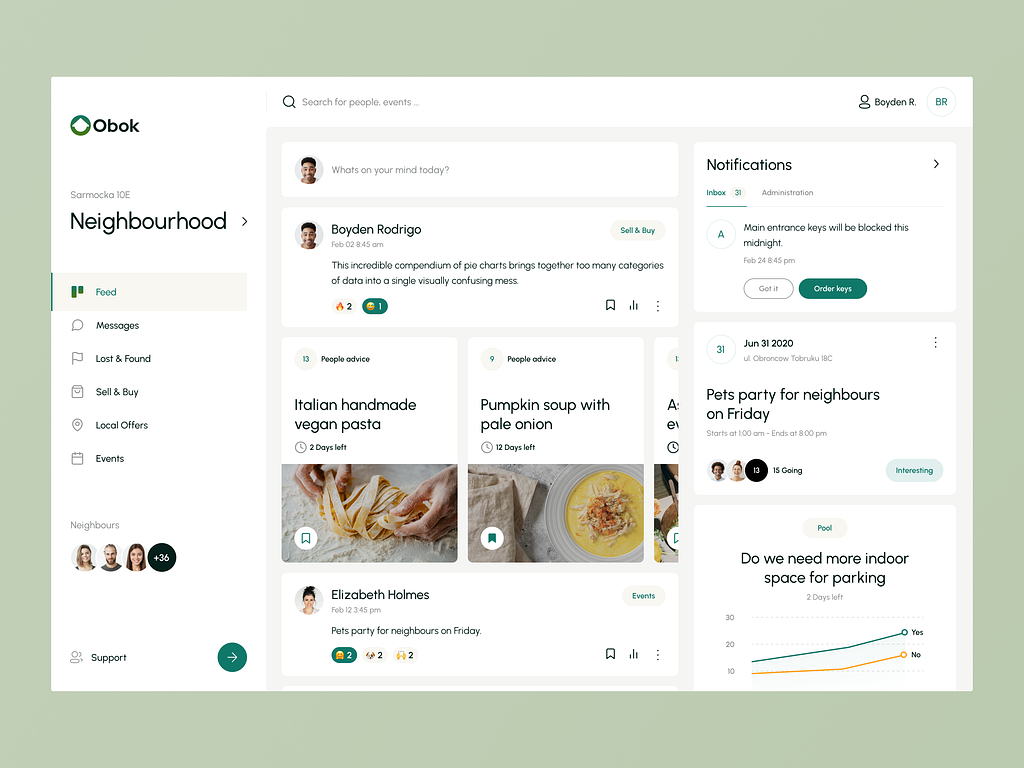 Obok
Sarmocka 10E
Neighbourhood
Feed
Messages
Lost & Found
Sell & Buy
Local Offers
Events
Neighbours
+36
Support
Search for people, events ...
Boyden R.
BR
Whats on your mind today?
Boyden Rodrigo
Sell & Buy
Feb 02 8:45 am
This incredible compendium of pie charts brings together too many categories
of data into a single visually confusing mess.
2
1
13
People advice
Italian handmade
vegan pasta
2 Days left
9
People advice
Pumpkin soup with
pale onion
12 Days left
Elizabeth Holmes
Events
Feb 12 3:45 pm
Pets party for neighbours on Friday.
2
2
2
Notifications
Inbox
31
Administration
A
Main entrance keys will be blocked this
midnight.
Feb 24 8:45 pm
Got it
Order keys
31
Jun 31 2020
ul. Obroncow Tobruku 18C
Pets party for neighbours
on Friday
Starts at 1:00 am - Ends at 8:00 pm
13
15 Going
Interesting
Pool
Do we need more indoor
space for parking
2 Days left
30
Yes
20
No
10